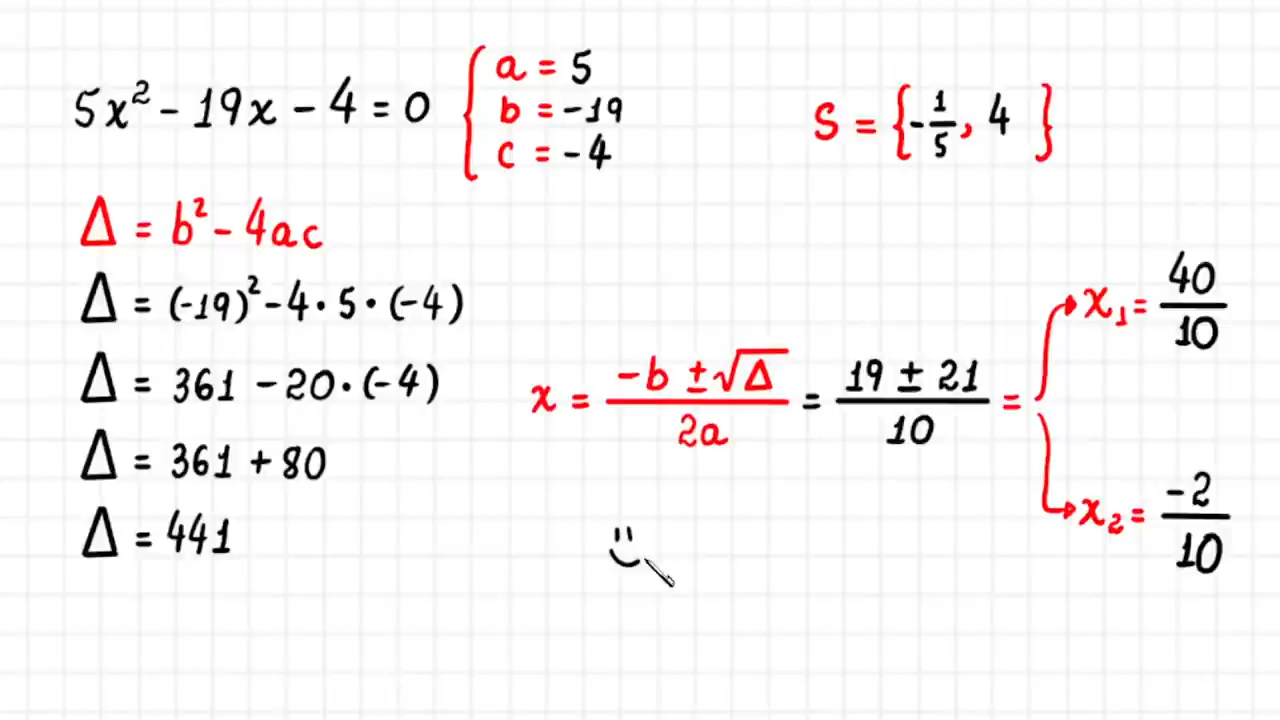 5x² - 19x - 4 = 0
a = 5
b = -19
c = -4
S = {-1/5, 4}
Δ = b² - 4ac
Δ = (-19)² - 4 · 5 · (-4)
Δ = 361 - 20 · (-4)
Δ = 361 + 80
Δ = 441
x = (-b ± √Δ)/2a = (19 ± 21)/10 =
x₁ = 40/10
x₂ = -2/10